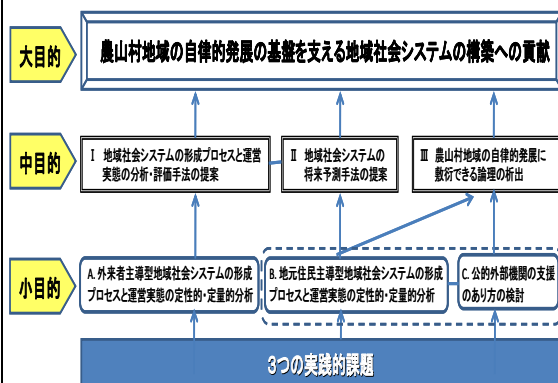 大目的
農山村地域の自律的発展の基盤を支える地域社会システムの構築への貢献
中目的
Ⅰ 地域社会システムの形成プロセスと運営
実態の分析・評価手法の提案
Ⅱ 地域社会システムの
将来予測手法の提案
Ⅲ 農山村地域の自律的発展に
敷衍できる論理の析出
小目的
A. 外来者主導型地域社会システムの形成
プロセスと運営実態の定性的・定量的分析
B. 地元住民主導型地域社会システムの形成
プロセスと運営実態の定性的・定量的分析
C. 公的外部機関の支援
のあり方の検討
3つの実践的課題